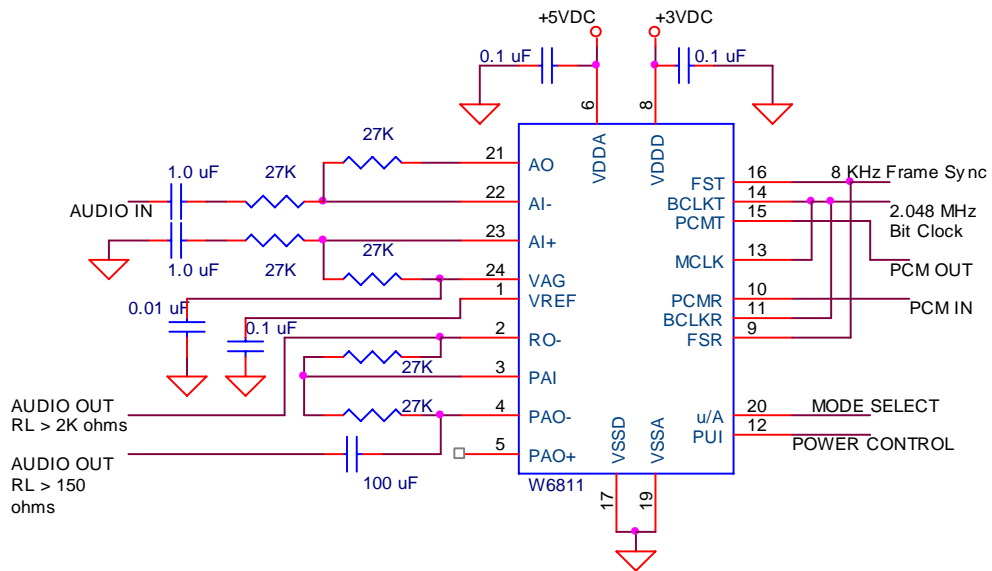 +5VDC
+3VDC
0.1 uF
0.1 uF
6
8
VDDA
VDDD
27K
21
AO
1.0 uF
27K
22
AI-
AUDIO IN
23
AI+
1.0 uF
27K
27K
24
VAG
1
VREF
0.01 uF
0.1 uF
2
RO-
27K
3
PAI
27K
4
PAO-
AUDIO OUT
RL > 2K ohms
5
PAO+
AUDIO OUT
RL > 150
ohms
100 uF
W6811
VSSD
VSSA
17
19
FST
16
8 KHz Frame Sync
BCLKT
14
PCMT
15
2.048 MHz
Bit Clock
MCLK
13
PCM OUT
PCMR
10
PCM IN
BCLKR
11
FSR
9
u/A
20
MODE SELECT
PUI
12
POWER CONTROL